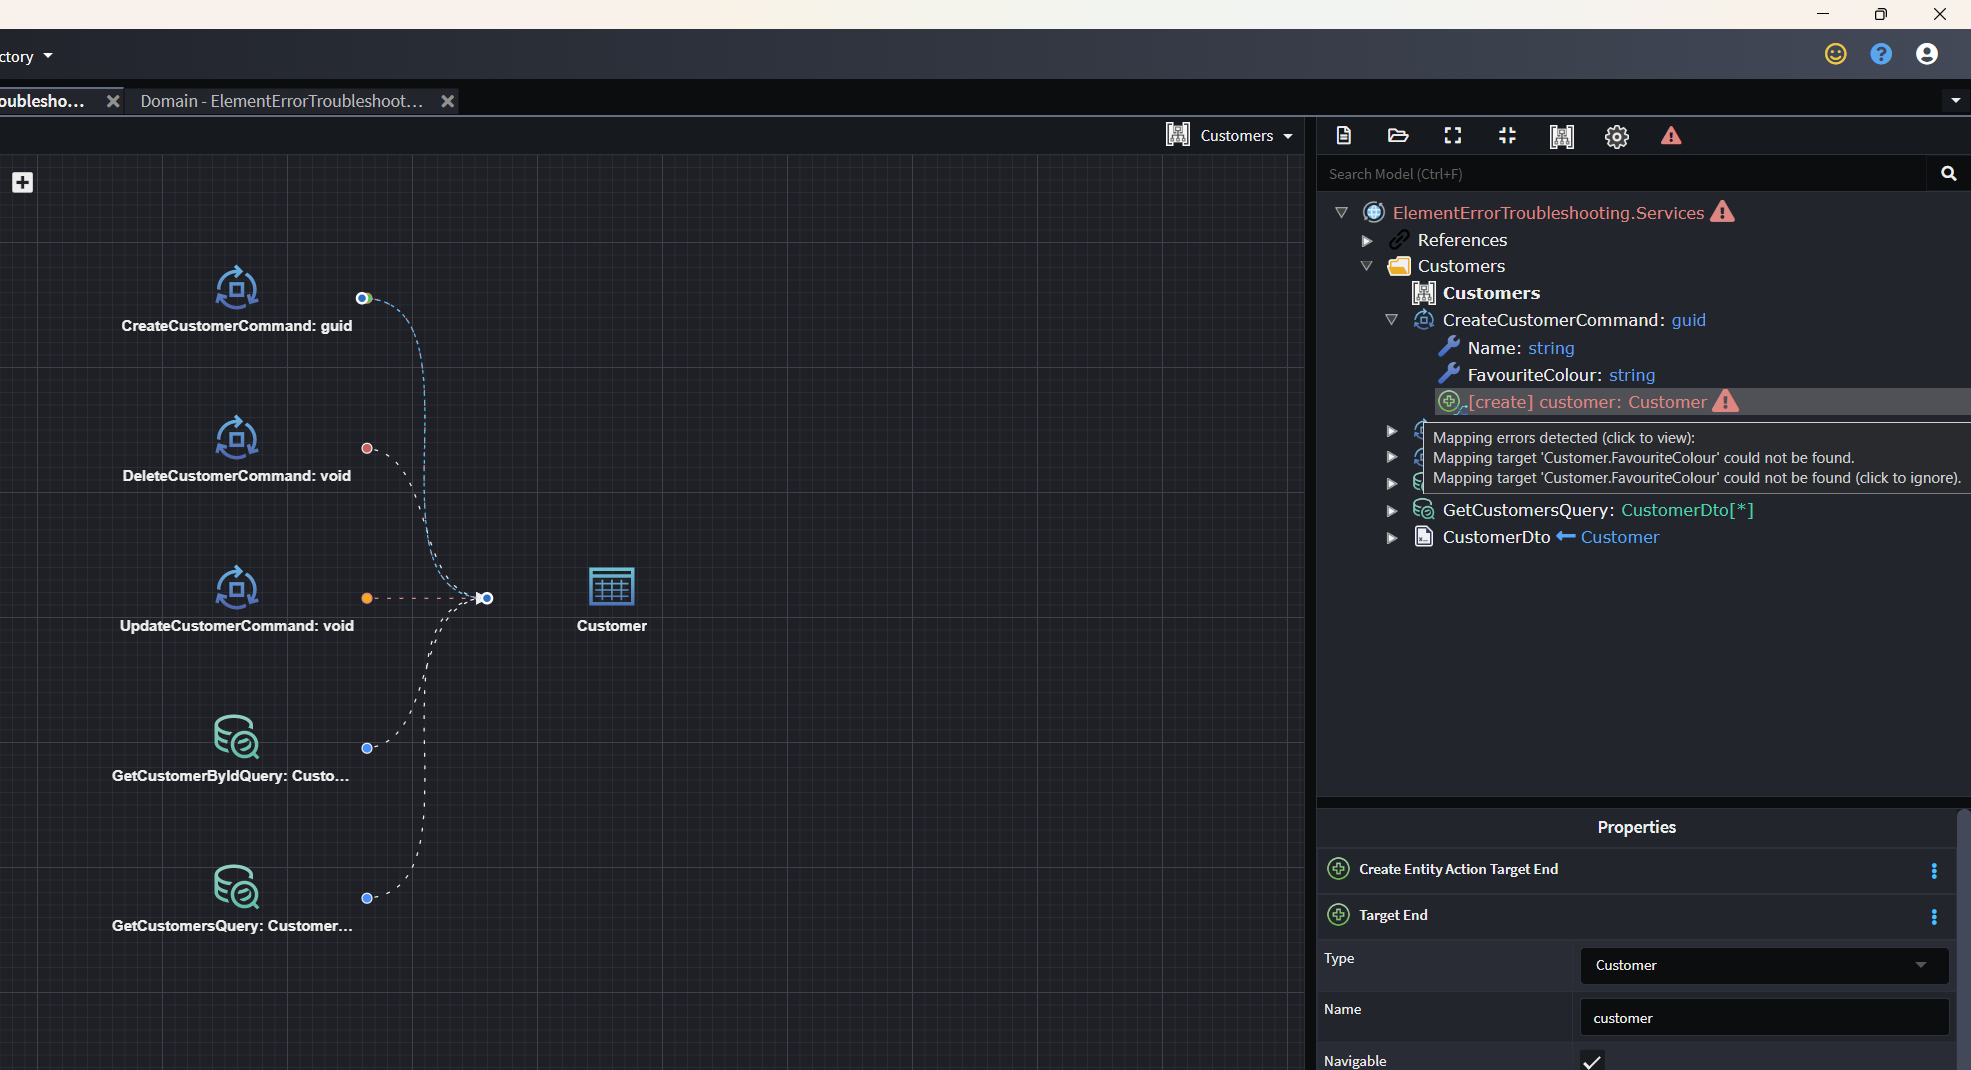 ctory
oublesho...
Domain - ElementErrorTroubleshoot...
Customers
Search Model (Ctrl+F)
ElementErrorTroubleshooting.Services
References
Customers
Customers
CreateCustomerCommand: guid
Name: string
FavouriteColour: string
[create] customer: Customer
Mapping errors detected (click to view):
Mapping target 'Customer.FavouriteColour' could not be found.
Mapping target 'Customer.FavouriteColour' could not be found (click to ignore).
GetCustomersQuery: CustomerDto[*]
CustomerDto Customer
CreateCustomerCommand: guid
DeleteCustomerCommand: void
UpdateCustomerCommand: void
Customer
GetCustomerByIdQuery: Custo...
GetCustomersQuery: Customer...
Properties
Create Entity Action Target End
Target End
Type
Customer
Name
customer
Navigable